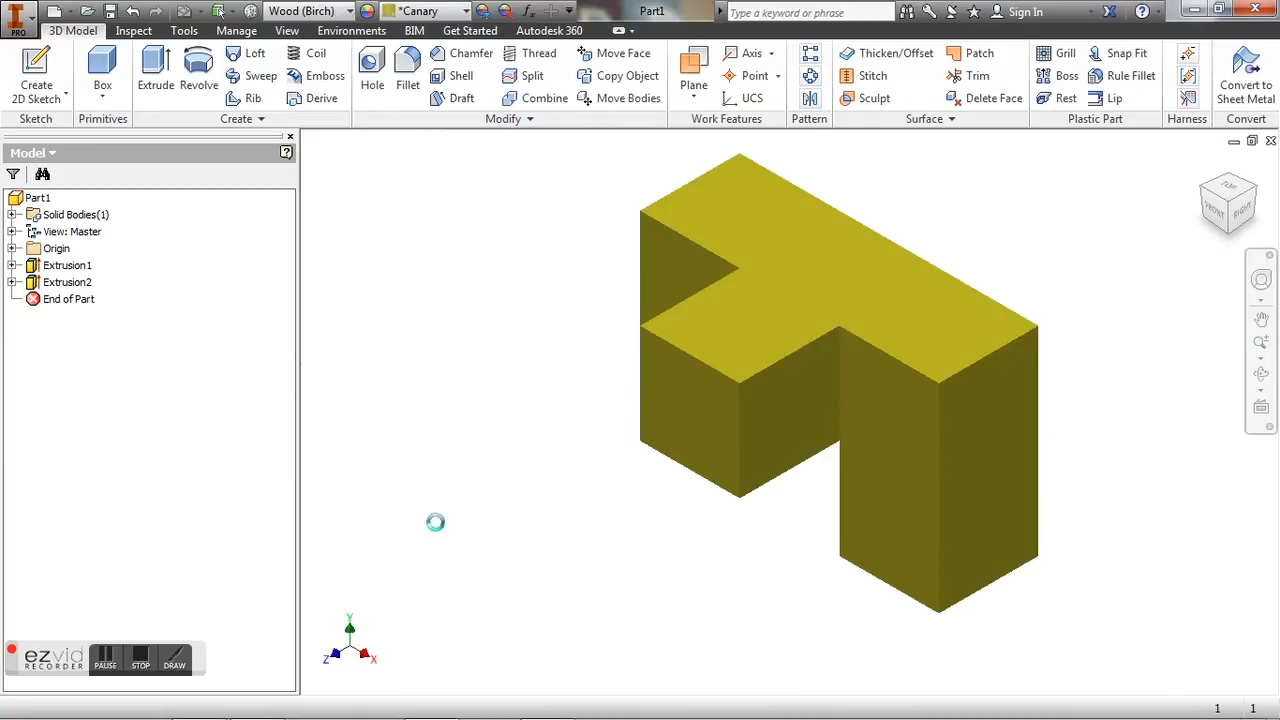 PRO
Wood (Birch)
*Canary
fx
Part1
Type a keyword or phrase
Sign In
3D Model
Inspect
Tools
Manage
View
Environments
BIM
Get Started
Autodesk 360
Create
2D Sketch
Sketch
Box
Primitives
Extrude
Revolve
Loft
Sweep
Rib
Coil
Emboss
Derive
Create
Hole
Fillet
Chamfer
Shell
Draft
Thread
Split
Combine
Move Face
Copy Object
Move Bodies
Modify
Plane
Axis
Point
UCS
Work Features
Pattern
Thicken/Offset
Stitch
Sculpt
Patch
Trim
Delete Face
Surface
Grill
Boss
Rest
Snap Fit
Rule Fillet
Lip
Plastic Part
Harness
Convert to
Sheet Metal
Convert
Model
Part1
Solid Bodies(1)
View: Master
Origin
Extrusion1
Extrusion2
End of Part
TOP
FRONT
RIGHT
Y
Z
X
ezvid
RECORDER
PAUSE
STOP
DRAW
1
1